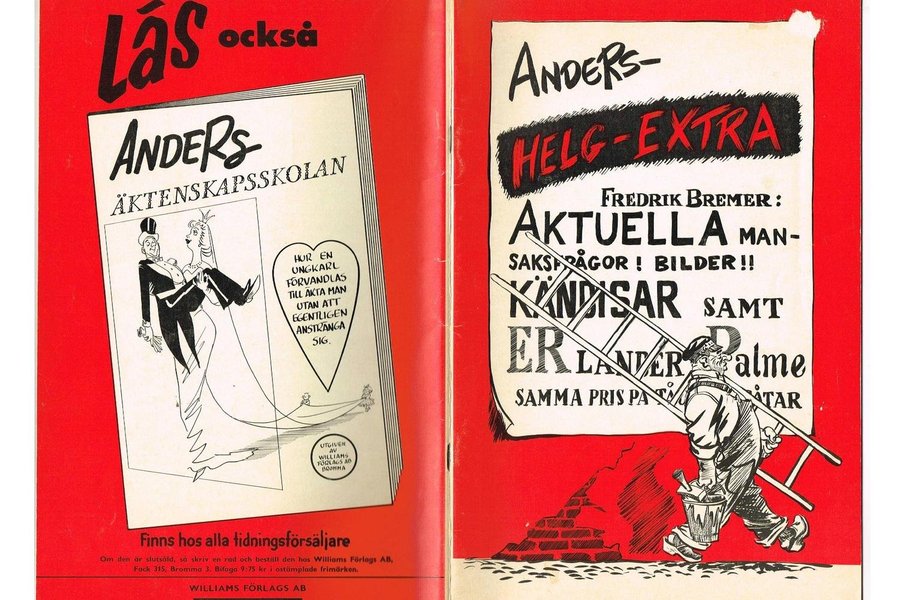 Läs också
ANDERS
ÄKTENSKAPSSKOLAN
HUR EN
UNGKARL
FÖRVANDLAS
TILL ÄKTA MAN
UTAN ATT
EGENTLIGEN
ANSTRÄNGA
SIG.
UTGIVEN
AV
WILLIAMS
FÖRLAGS AB
BROMMA
Finns hos alla tidningsförsäljare
Om den är slutsåld, så skriv en rad och beställ den hos Williams Förlags AB,
Fack 315, Bromma 3. Bifoga 9:75 kr i ostämplade frimärken.
WILLIAMS FÖRLAGS AB
ANDERS-
HELG-EXTRA
FREDRIK BREMER:
AKTUELLA MAN-
SAKSFRÅGOR! BILDER!!
KÄNDISAR SAMT
ERLANDER Palme
SAMMA PRIS PÅ